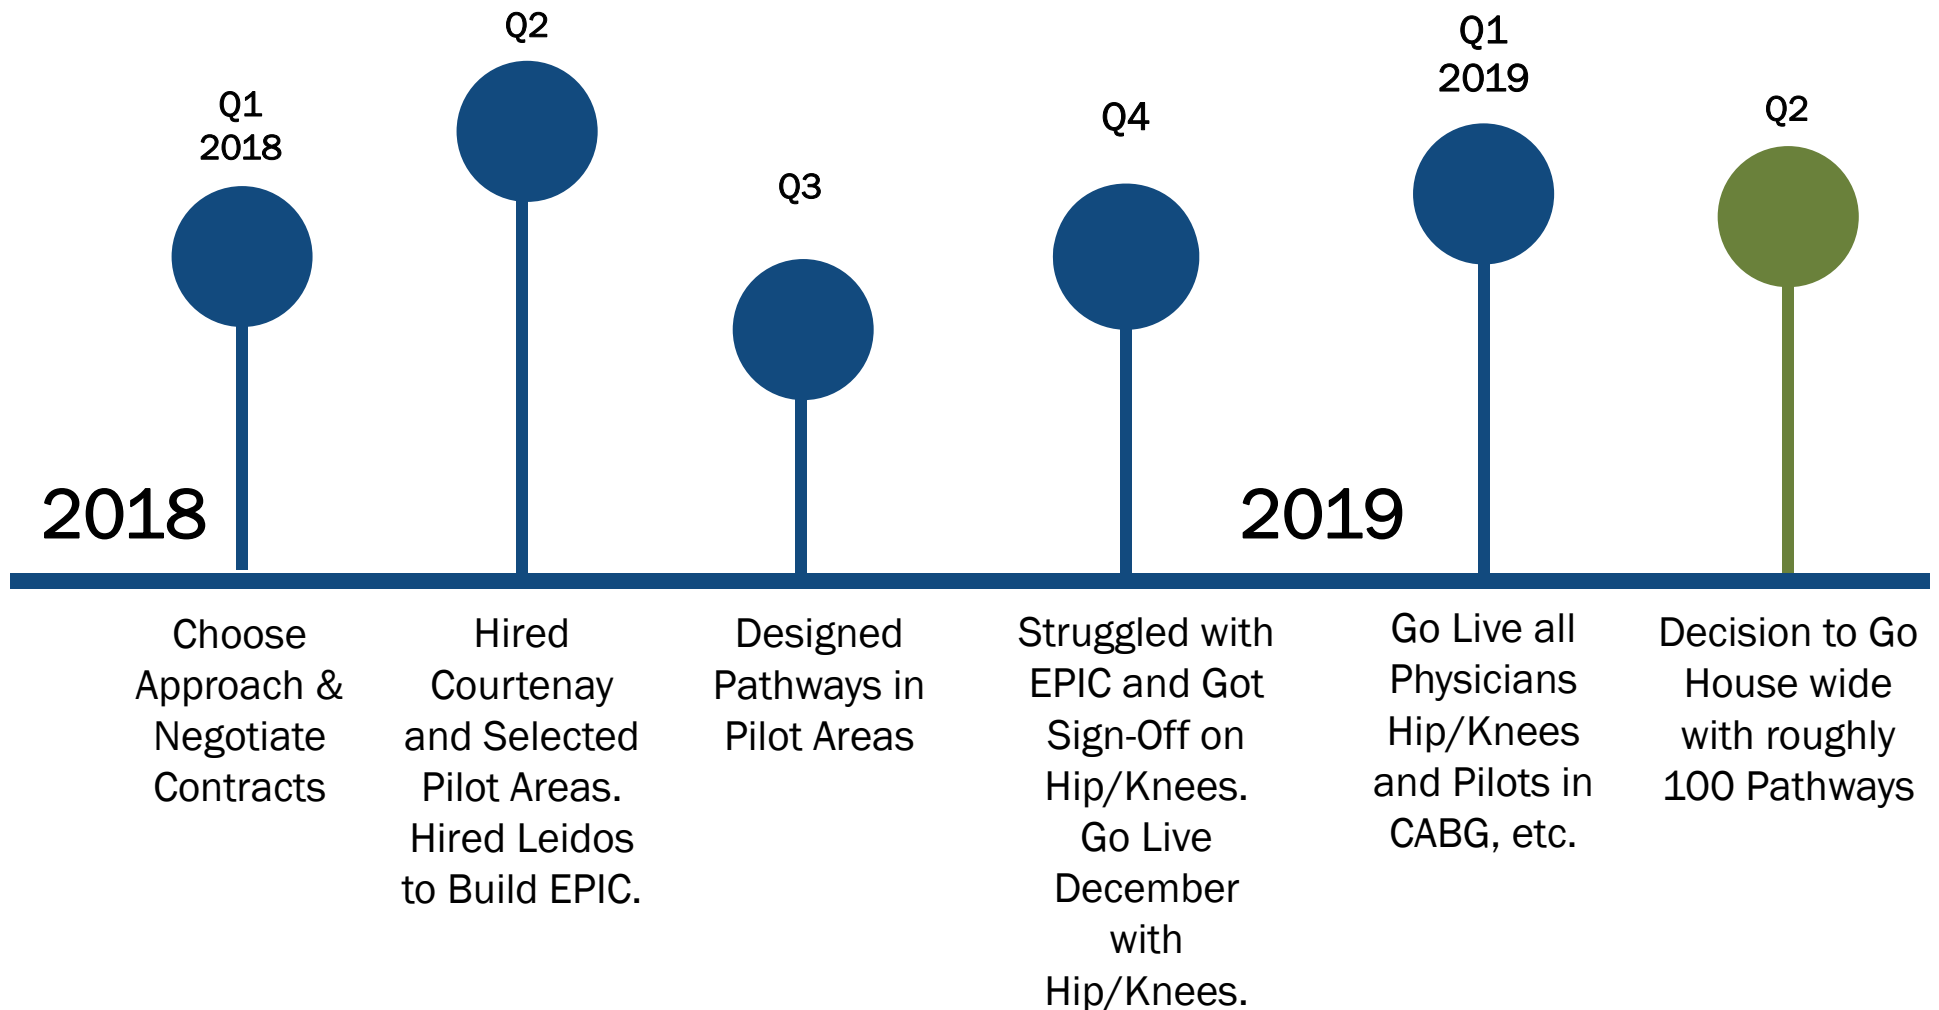 Q1
2018
Q2
Q3
Q4
Q1
2019
Q2
2018
2019
Choose
Approach &
Negotiate
Contracts
Hired
Courtenay
and Selected
Pilot Areas.
Hired Leidos
to Build EPIC.
Designed
Pathways in
Pilot Areas
Struggled with
EPIC and Got
Sign-Off on
Hip/Knees.
Go Live
December
with
Hip/Knees.
Go Live all
Physicians
Hip/Knees
and Pilots in
CABG, etc.
Decision to Go
House wide
with roughly
100 Pathways